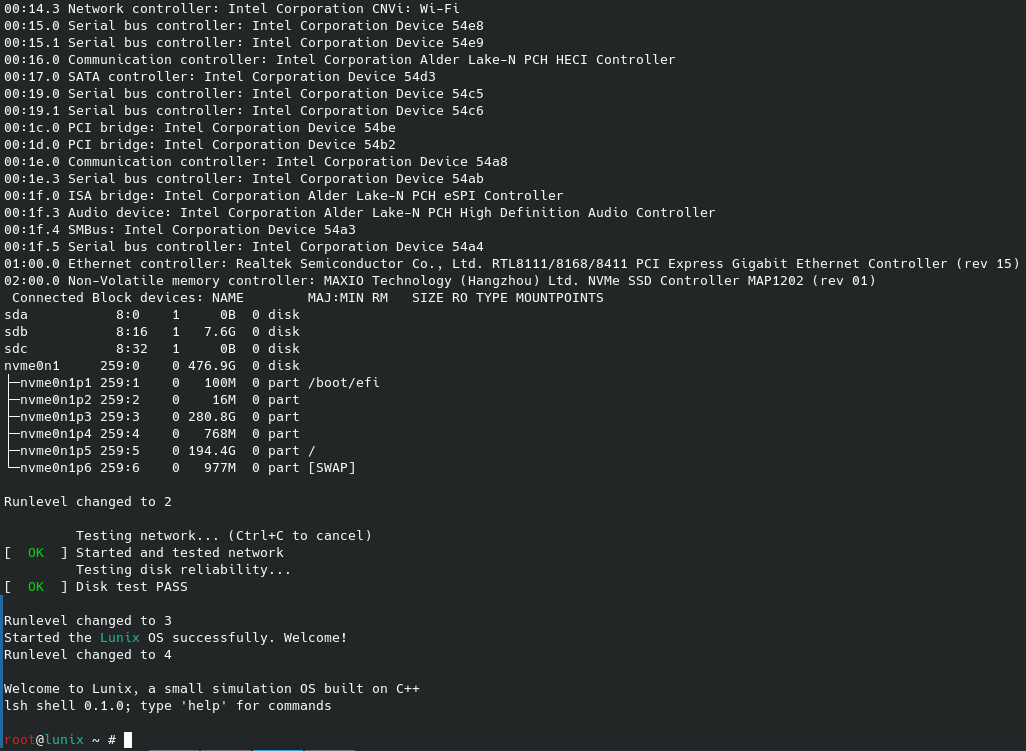 00:14.3 Network controller: Intel Corporation CNVi: Wi-Fi
00:15.0 Serial bus controller: Intel Corporation Device 54e8
00:15.1 Serial bus controller: Intel Corporation Device 54e9
00:16.0 Communication controller: Intel Corporation Alder Lake-N PCH HECI Controller
00:17.0 SATA controller: Intel Corporation Device 54d3
00:19.0 Serial bus controller: Intel Corporation Device 54c5
00:19.1 Serial bus controller: Intel Corporation Device 54c6
00:1c.0 PCI bridge: Intel Corporation Device 54be
00:1d.0 PCI bridge: Intel Corporation Device 54b2
00:1e.0 Communication controller: Intel Corporation Device 54a8
00:1e.3 Serial bus controller: Intel Corporation Device 54ab
00:1f.0 ISA bridge: Intel Corporation Alder Lake-N PCH eSPI Controller
00:1f.3 Audio device: Intel Corporation Alder Lake-N PCH High Definition Audio Controller
00:1f.4 SMBus: Intel Corporation Device 54a3
00:1f.5 Serial bus controller: Intel Corporation Device 54a4
01:00.0 Ethernet controller: Realtek Semiconductor Co., Ltd. RTL8111/8168/8411 PCI Express Gigabit Ethernet Controller (rev 15)
02:00.0 Non-Volatile memory controller: MAXIO Technology (Hangzhou) Ltd. NVMe SSD Controller MAP1202 (rev 01)
 Connected Block devices: NAME        MAJ:MIN RM   SIZE RO TYPE MOUNTPOINTS
sda           8:0    1     0B  0 disk
sdb           8:16   1   7.6G  0 disk
sdc           8:32   1     0B  0 disk
nvme0n1     259:0    0 476.9G  0 disk
├─nvme0n1p1 259:1    0   100M  0 part /boot/efi
├─nvme0n1p2 259:2    0    16M  0 part
├─nvme0n1p3 259:3    0 280.8G  0 part
├─nvme0n1p4 259:4    0   768M  0 part
├─nvme0n1p5 259:5    0 194.4G  0 part /
└─nvme0n1p6 259:6    0   977M  0 part [SWAP]
Runlevel changed to 2
         Testing network... (Ctrl+C to cancel)
[  OK  ] Started and tested network
         Testing disk reliability...
[  OK  ] Disk test PASS
Runlevel changed to 3
Started the Lunix OS successfully. Welcome!
Runlevel changed to 4
Welcome to Lunix, a small simulation OS built on C++
lsh shell 0.1.0; type 'help' for commands
root@lunix ~ #